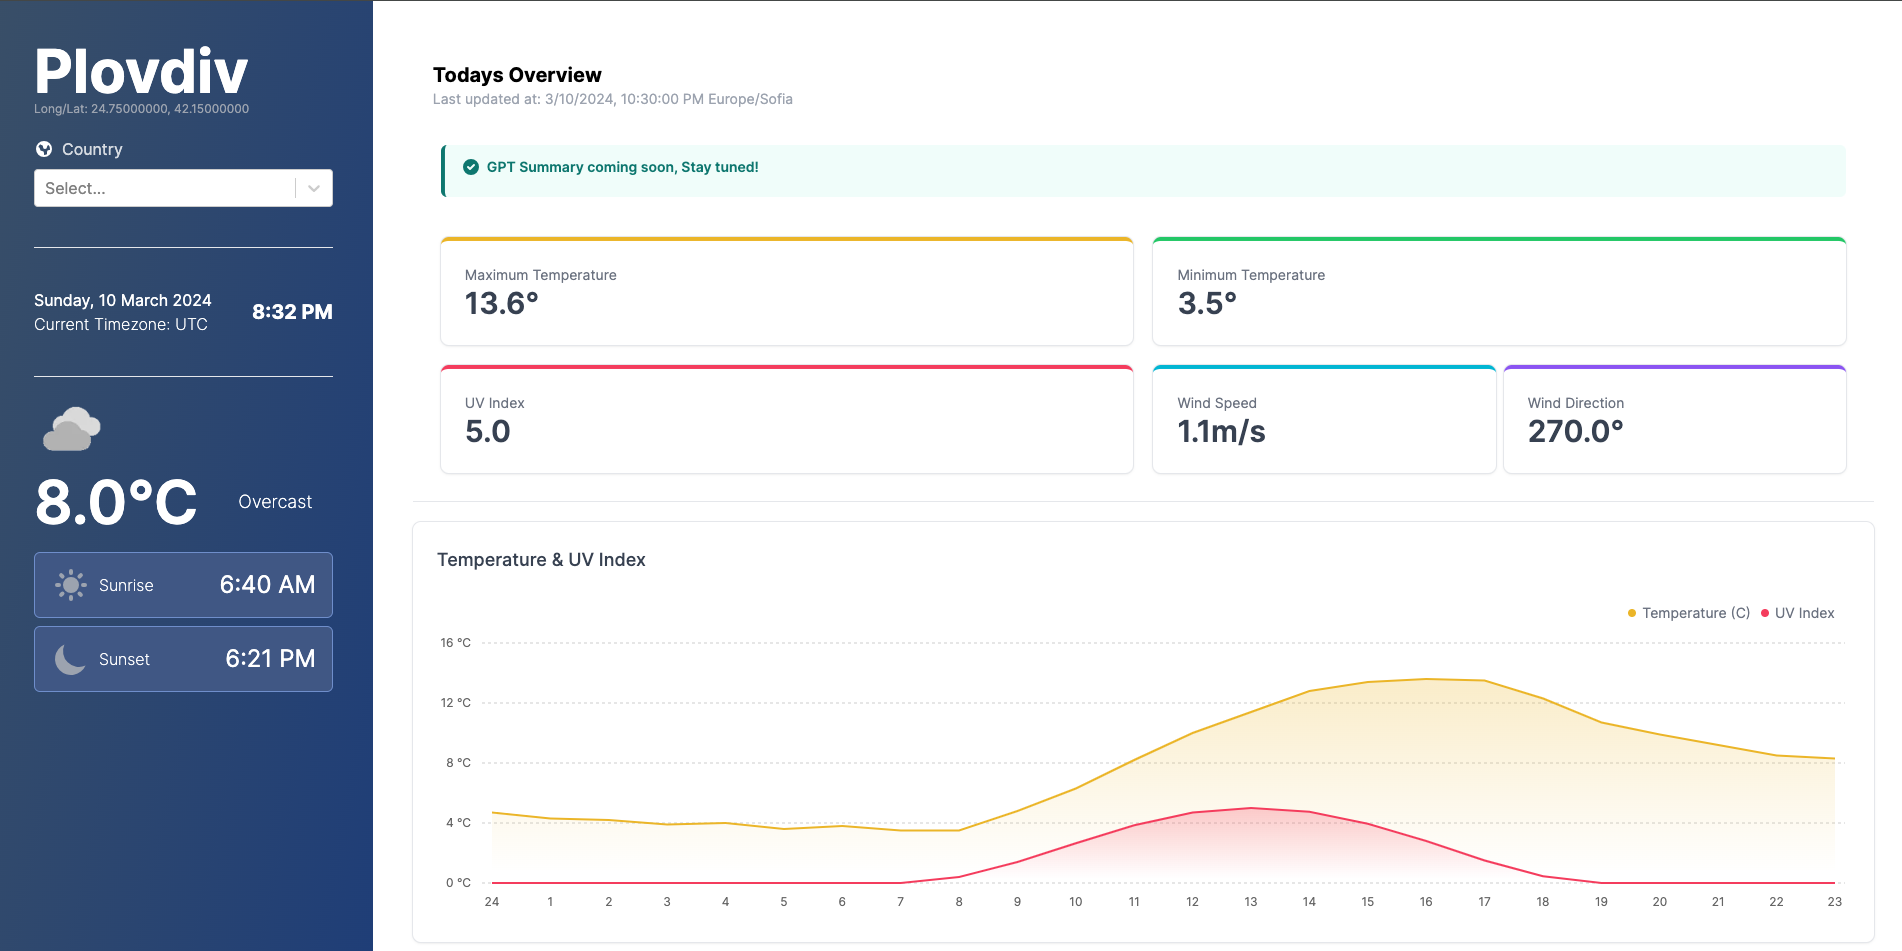 Plovdiv
Long/Lat: 24.75000000, 42.15000000
Country
Select...
Sunday, 10 March 2024
Current Timezone: UTC
8:32 PM
8.0°C
Overcast
Sunrise
6:40 AM
Sunset
6:21 PM
Todays Overview
Last updated at: 3/10/2024, 10:30:00 PM Europe/Sofia
GPT Summary coming soon, Stay tuned!
Maximum Temperature
13.6°
Minimum Temperature
3.5°
UV Index
5.0
Wind Speed
1.1m/s
Wind Direction
270.0°
Temperature & UV Index
Temperature (C) UV Index
16 °C
12 °C
8 °C
4 °C
0 °C
24 1 2 3 4 5 6 7 8 9 10 11 12 13 14 15 16 17 18 19 20 21 22 23